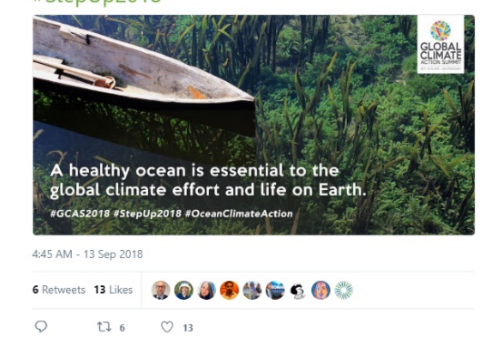 #StepUp2018
GLOBAL
CLIMATE
ACTION SUMMIT
A healthy ocean is essential to the
global climate effort and life on Earth.
#GCAS2018 #StepUp2018 #OceanClimateAction
4:45 AM - 13 Sep 2018
6 Retweets 13 Likes
6 13